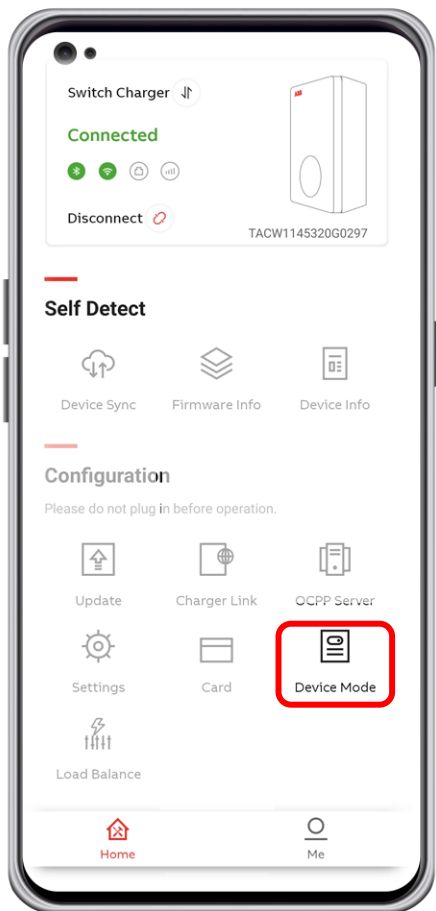 Switch Charger
Connected
Disconnect
TACW1145320G0297
Self Detect
Device Sync Firmware Info Device Info
Configuration
Please do not plug in before operation.
Update Charger Link OCPP Server
Settings Card Device Mode
Load Balance
Home Me